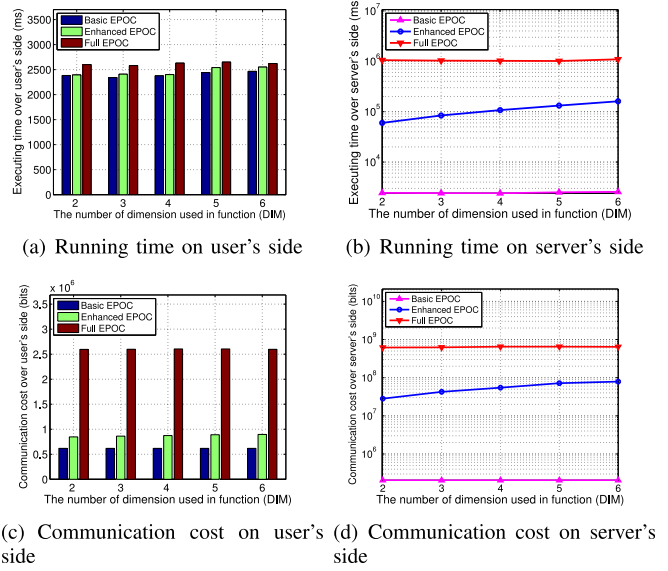 Basic EPOC
Enhanced EPOC
Full EPOC
3500
3000
2500
2000
1500
1000
500
0
Executing time over user's side (ms)
2 3 4 5 6
The number of dimension used in function (DIM)
(a) Running time on user's side
Basic EPOC
Enhanced EPOC
Full EPOC
10^7
10^6
10^5
10^4
Executing time over server's side (ms)
2 3 4 5 6
The number of dimension used in function (DIM)
(b) Running time on server's side
x 10^6
Basic EPOC
Enhanced EPOC
Full EPOC
3,5
3
2,5
2
1,5
1
0,5
0
Communication cost over user's side (bits)
2 3 4 5 6
The number of dimension used in function (DIM)
(c) Communication cost on user's
side
Basic EPOC
Enhanced EPOC
Full EPOC
10^10
10^9
10^8
10^7
10^6
Communication cost over server's side (bits)
2 3 4 5 6
The number of dimension used in function (DIM)
(d) Communication cost on server's
side